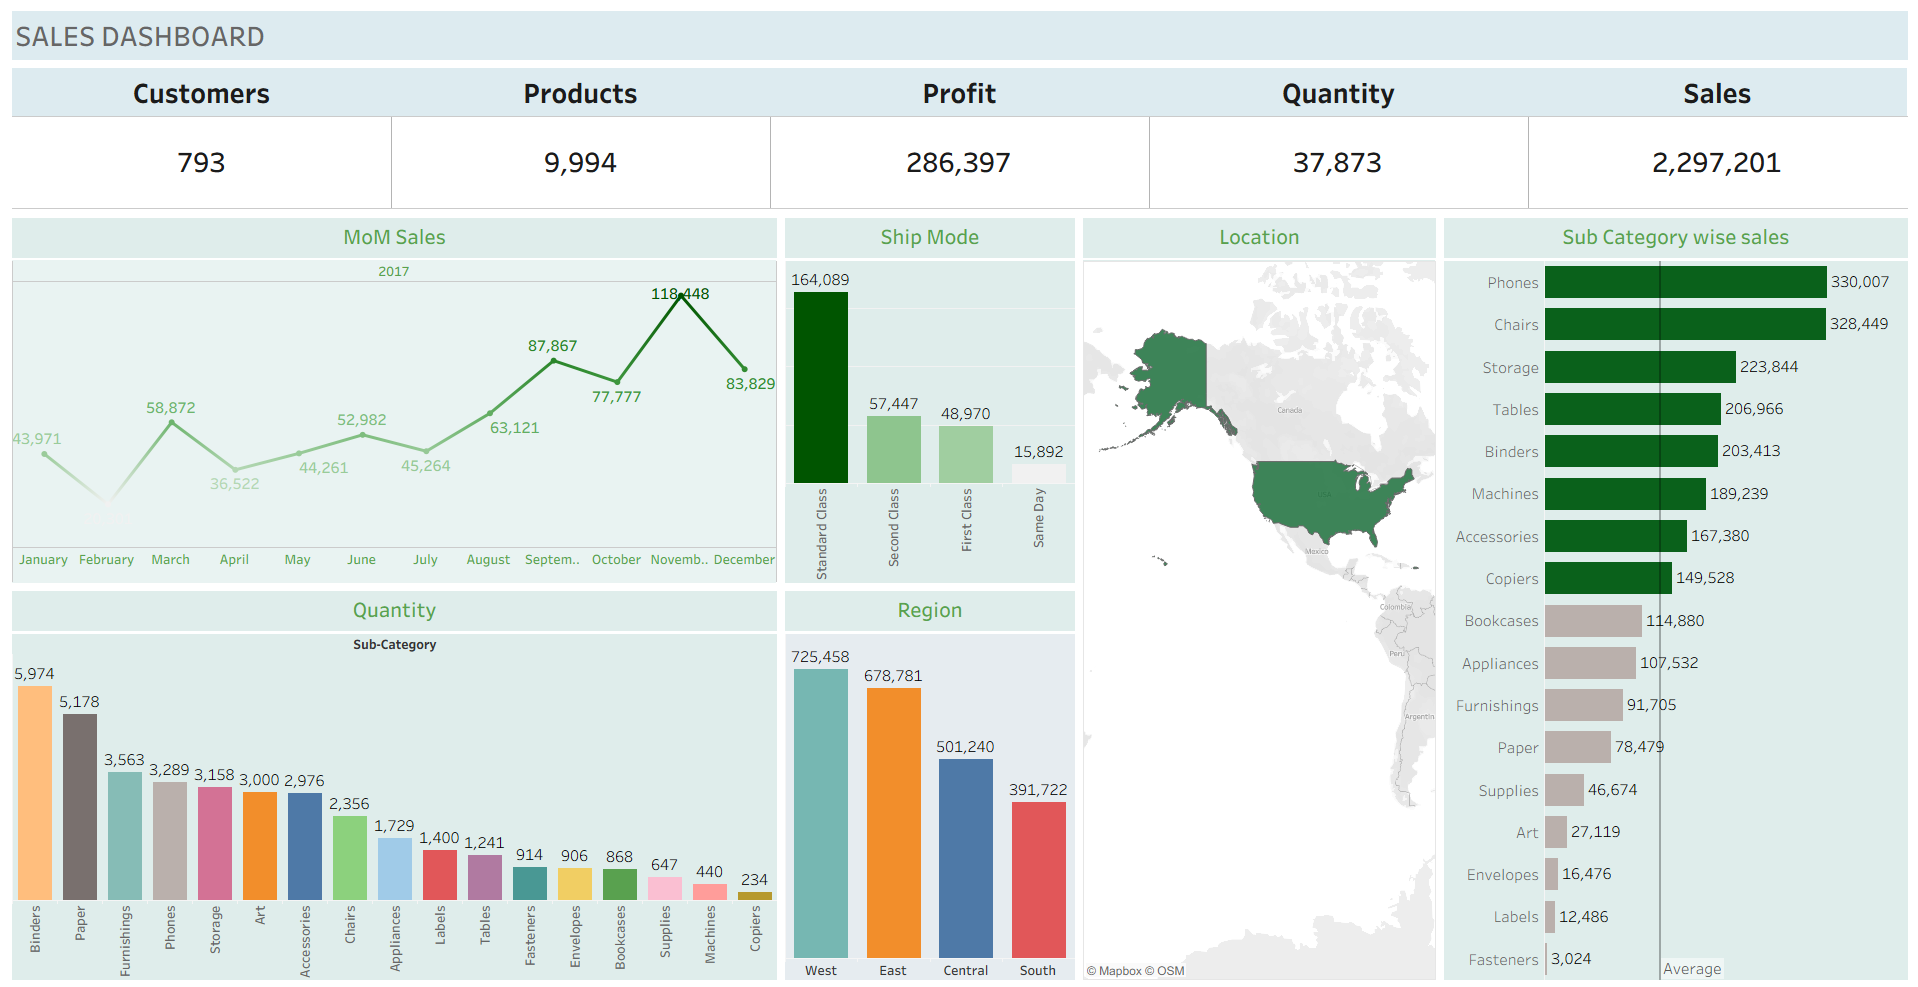 SALES DASHBOARD
Customers Products Profit Quantity Sales
793 9,994 286,397 37,873 2,297,201
MoM Sales
2017
43,971
58,872
36,522
44,261
52,982
45,264
63,121
87,867
77,777
118,448
83,829
January February March April May June July August Septem.. October Novemb.. December
Ship Mode
164,089
57,447
48,970
15,892
Standard Class
Second Class
First Class
Same Day
Location
Canada
USA
Mexico
Colombia
Peru
Argentin
© Mapbox © OSM
Sub Category wise sales
Phones 330,007
Chairs 328,449
Storage 223,844
Tables 206,966
Binders 203,413
Machines 189,239
Accessories 167,380
Copiers 149,528
Bookcases 114,880
Appliances 107,532
Furnishings 91,705
Paper 78,479
Supplies 46,674
Art 27,119
Envelopes 16,476
Labels 12,486
Fasteners 3,024
Average
Quantity
Sub-Category
5,974
5,178
3,563
3,289
3,158
3,000
2,976
2,356
1,729
1,400
1,241
914
906
868
647
440
234
Binders
Paper
Furnishings
Phones
Storage
Art
Accessories
Chairs
Appliances
Labels
Tables
Fasteners
Envelopes
Bookcases
Supplies
Machines
Copiers
Region
725,458
678,781
501,240
391,722
West East Central South